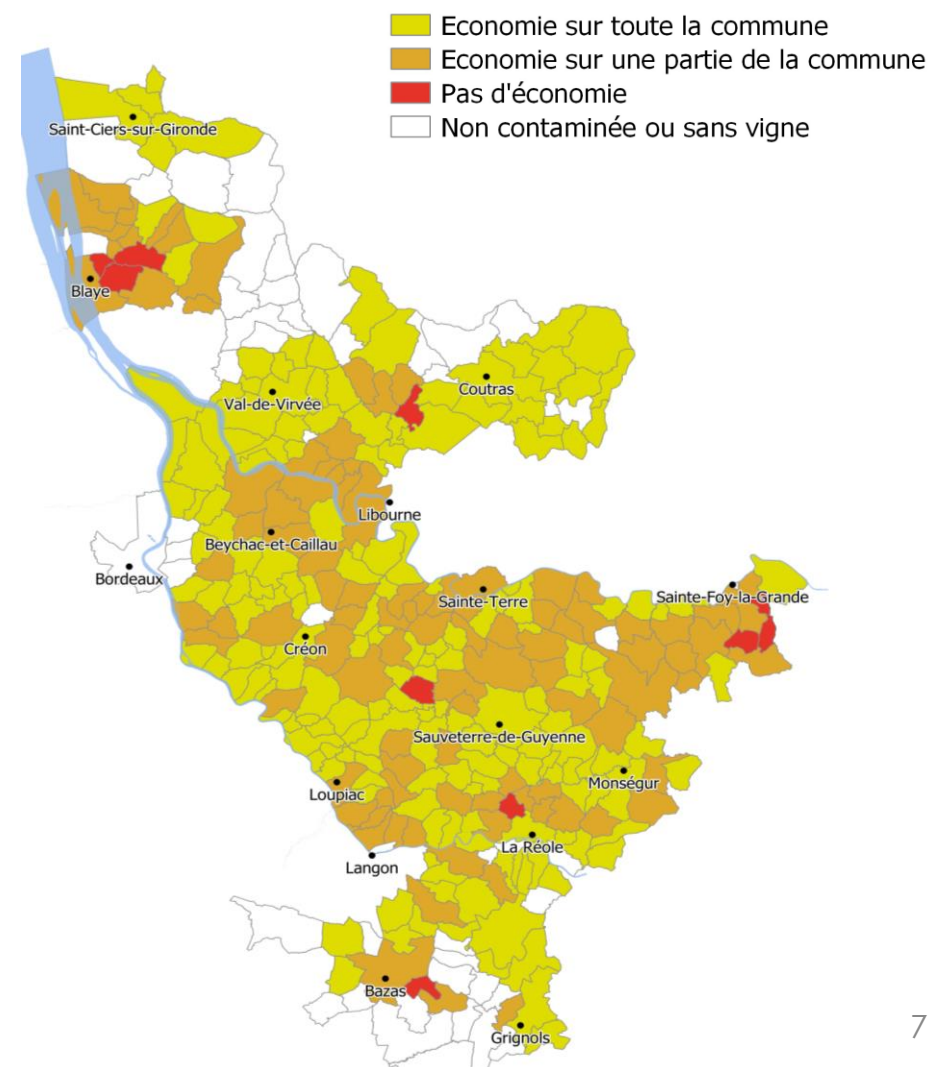 Economie sur toute la commune
Economie sur une partie de la commune
Pas d'économie
Non contaminée ou sans vigne
Saint-Ciers-sur-Gironde
Blaye
Coutras
Val-de-Virvée
Libourne
Beychac-et-Caillau
Bordeaux
Sainte-Terre
Sainte-Foy-la-Grande
Créon
Sauveterre-de-Guyenne
Monségur
Loupiac
La Réole
Langon
Bazas
Grignols
7